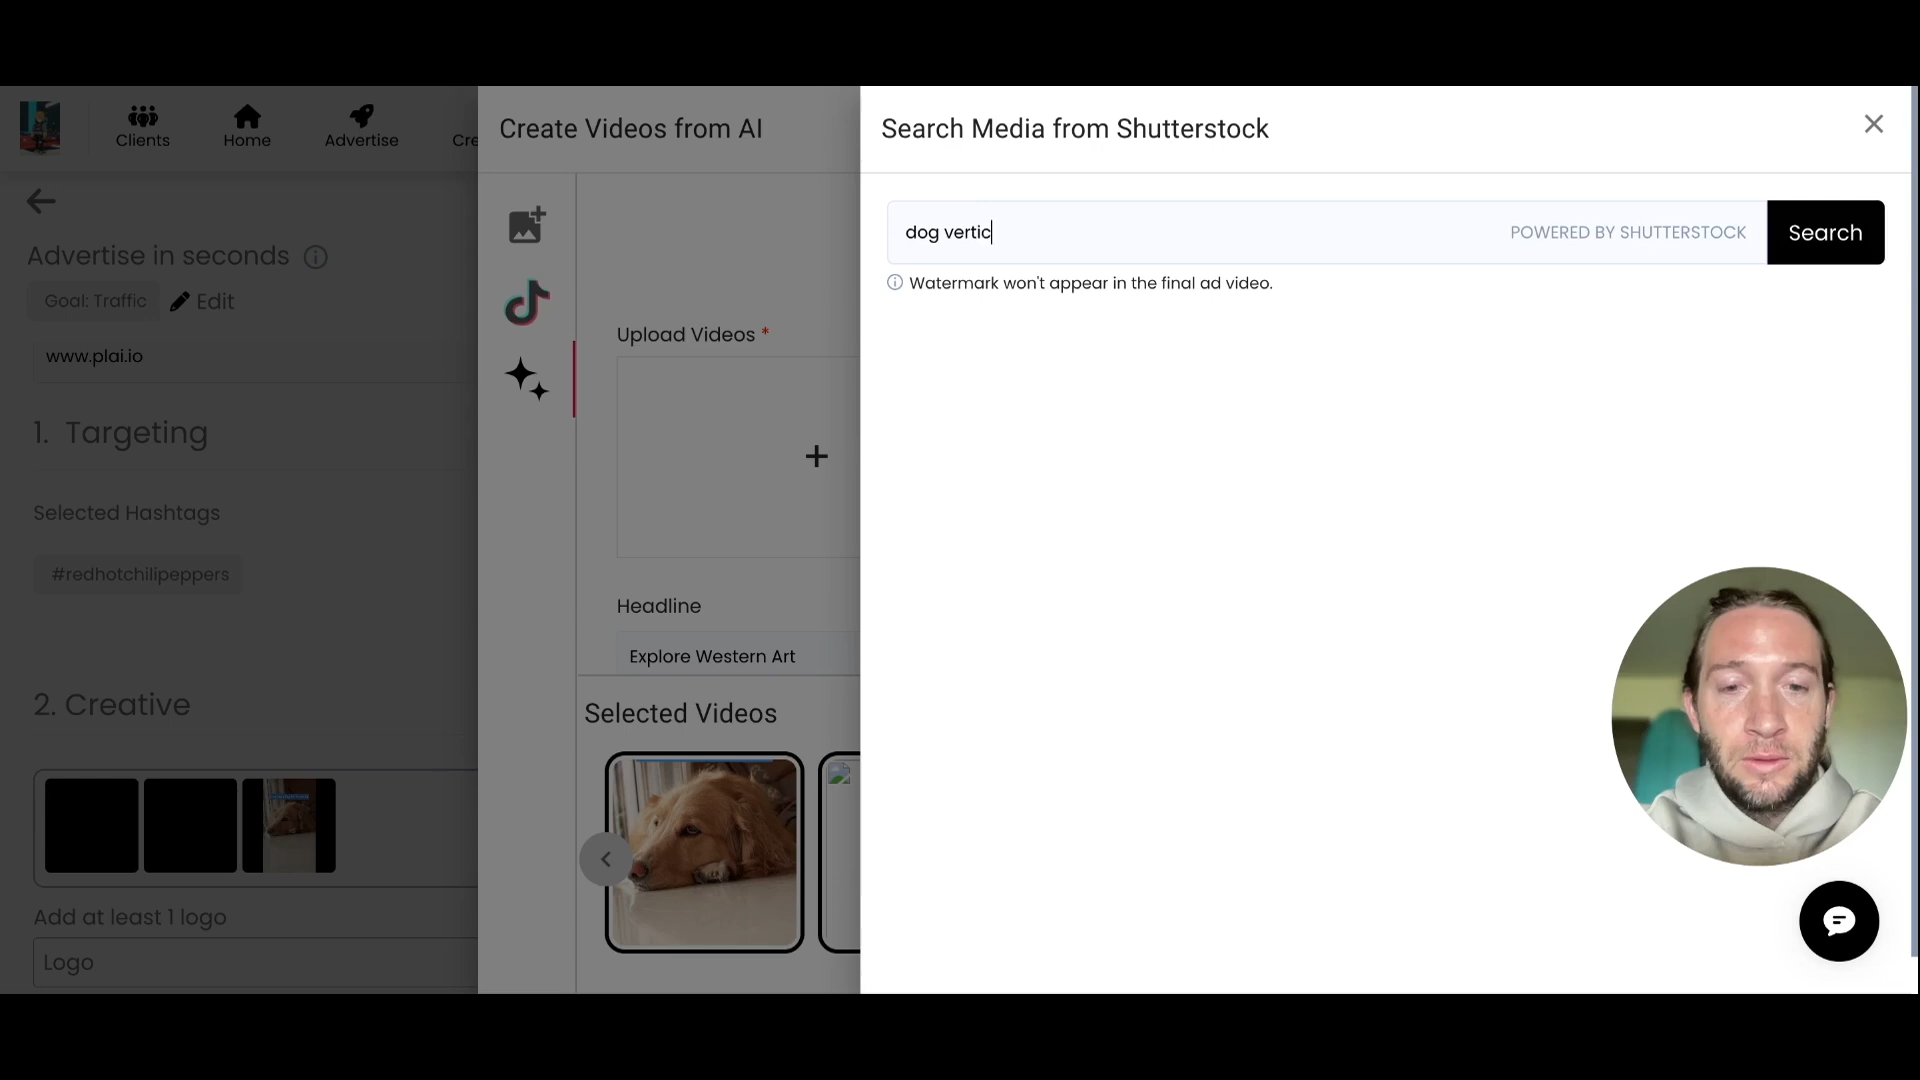 Clients
Home
Advertise
Cre
Advertise in seconds
Goal: Traffic
Edit
www.plai.io
1. Targeting
Selected Hashtags
#redhotchilipeppers
2. Creative
Add at least 1 logo
Logo
Create Videos from AI
Upload Videos *
Headline
Explore Western Art
Selected Videos
Search Media from Shutterstock
dog vertic
POWERED BY SHUTTERSTOCK
Search
Watermark won't appear in the final ad video.